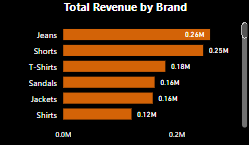 Total Revenue by Brand
Jeans 0.26M
Shorts 0.25M
T-Shirts 0.18M
Sandals 0.16M
Jackets 0.16M
Shirts 0.12M
0.0M 0.2M